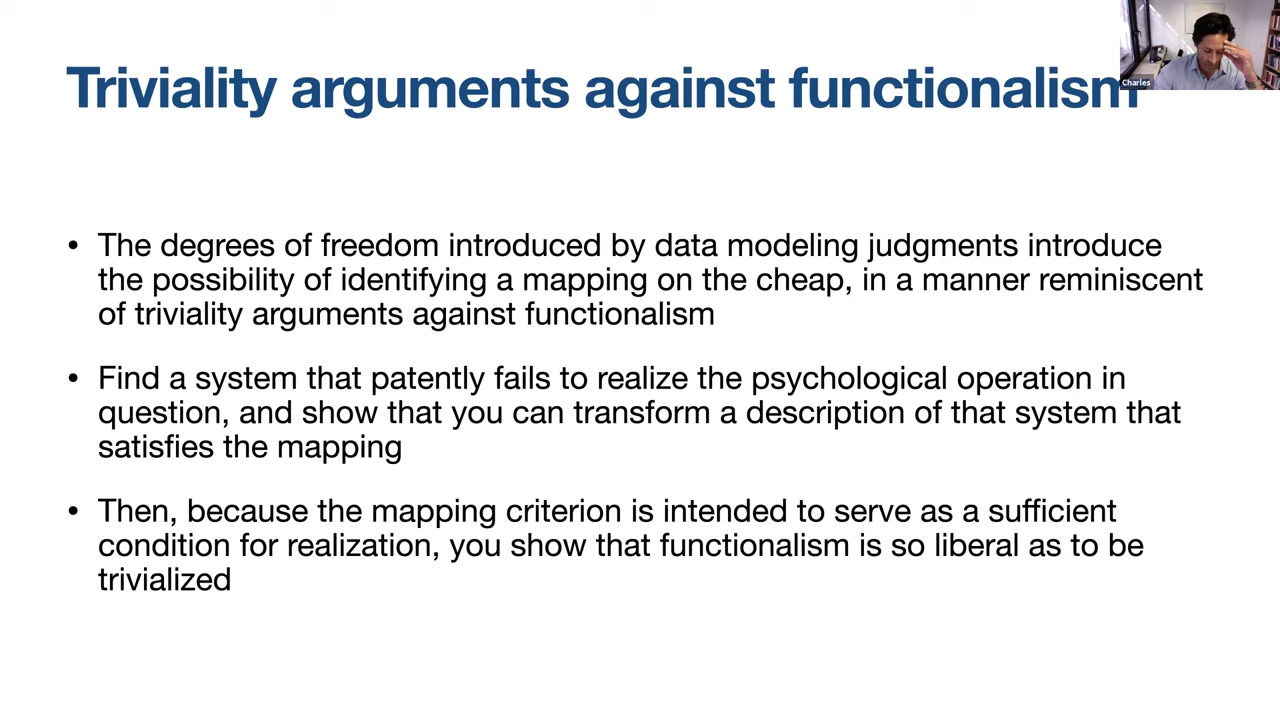 Triviality arguments against functionalism
Charles
• The degrees of freedom introduced by data modeling judgments introduce
the possibility of identifying a mapping on the cheap, in a manner reminiscent
of triviality arguments against functionalism
• Find a system that patently fails to realize the psychological operation in
question, and show that you can transform a description of that system that
satisfies the mapping
• Then, because the mapping criterion is intended to serve as a sufficient
condition for realization, you show that functionalism is so liberal as to be
trivialized